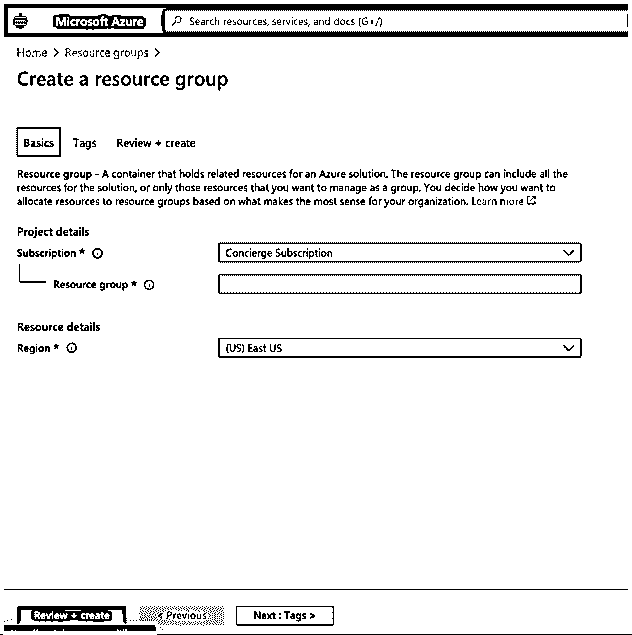 Microsoft Azure
Search resources, services, and docs (G+/)
Home > Resource groups >
Create a resource group
Basics Tags Review + create
Resource group - A container that holds related resources for an Azure solution. The resource group can include all the
resources for the solution, or only those resources that you want to manage as a group. You decide how you want to
allocate resources to resource groups based on what makes the most sense for your organization. Learn more
Project details
Subscription * Concierge Subscription
Resource group *
Resource details
Region * (US) East US
Review + create < Previous Next : Tags >